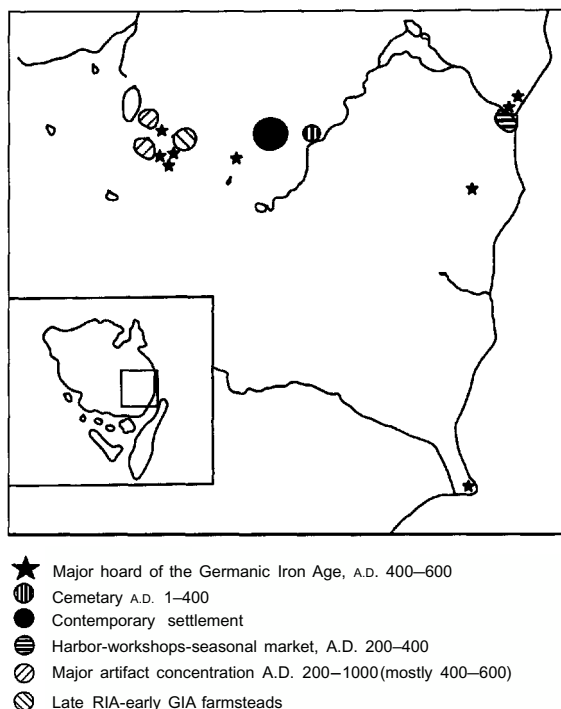 Major hoard of the Germanic Iron Age, A.D. 400–600
Cemetary A.D. 1–400
Contemporary settlement
Harbor-workshops-seasonal market, A.D. 200–400
Major artifact concentration A.D. 200–1000(mostly 400–600)
Late RIA-early GIA farmsteads